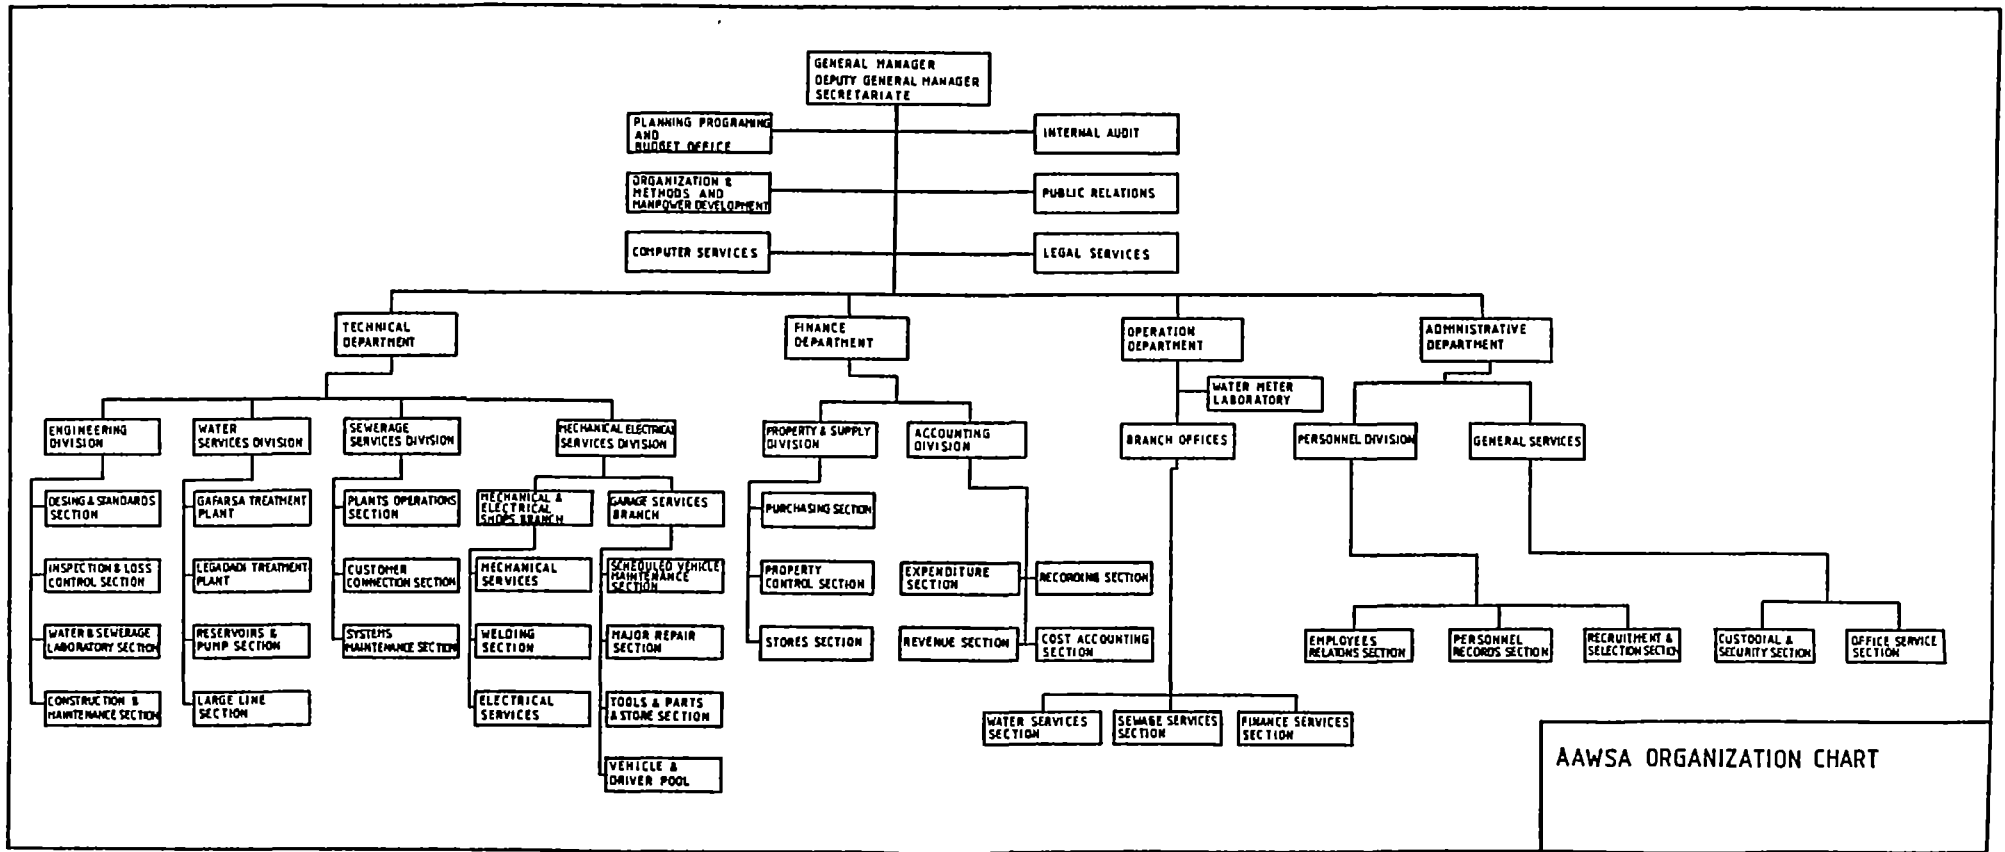 GENERAL MANAGER
DEPUTY GENERAL MANAGER
SECRETARIATE
PLANNING PROGRAMING
AND
BUDGET OFFICE
INTERNAL AUDIT
ORGANIZATION &
METHODS AND
MANPOWER DEVELOPMENT
PUBLIC RELATIONS
COMPUTER SERVICES
LEGAL SERVICES
TECHNICAL
DEPARTMENT
FINANCE
DEPARTMENT
OPERATION
DEPARTMENT
ADMINISTRATIVE
DEPARTMENT
WATER METER
LABORATORY
ENGINEERING
DIVISION
WATER
SERVICES DIVISION
SEWERAGE
SERVICES DIVISION
MECHANICAL ELECTRICAL
SERVICES DIVISION
PROPERTY & SUPPLY
DIVISION
ACCOUNTING
DIVISION
BRANCH OFFICES
PERSONNEL DIVISION
GENERAL SERVICES
DESING & STANDARDS
SECTION
GAFARSA TREATMENT
PLANT
PLANTS OPERATIONS
SECTION
MECHANICAL &
ELECTRICAL
SHOPS BRANCH
GARAGE SERVICES
BRANCH
PURCHASING SECTION
INSPECTION & LOSS
CONTROL SECTION
LEGADADI TREATMENT
PLANT
CUSTOMER
CONNECTION SECTION
MECHANICAL
SERVICES
SCHEDULED VEHICLE
MAINTENANCE
SECTION
PROPERTY
CONTROL SECTION
EXPENDITURE
SECTION
RECORDING SECTION
WATER & SEWERAGE
LABORATORY SECTION
RESERVOIRS &
PUMP SECTION
SYSTEMS
MAINTENANCE SECTION
WELDING
SECTION
MAJOR REPAIR
SECTION
STORES SECTION
REVENUE SECTION
COST ACCOUNTING
SECTION
EMPLOYEES
RELATIONS SECTION
PERSONNEL
RECORDS SECTION
RECRUITMENT &
SELECTION SECTION
CUSTODIAL &
SECURITY SECTION
OFFICE SERVICE
SECTION
CONSTRUCTION &
MAINTENANCE SECTION
LARGE LINE
SECTION
ELECTRICAL
SERVICES
TOOLS & PARTS
& STORE SECTION
WATER SERVICES
SECTION
SEWAGE SERVICES
SECTION
FINANCE SERVICES
SECTION
VEHICLE &
DRIVER POOL
AAWSA ORGANIZATION CHART